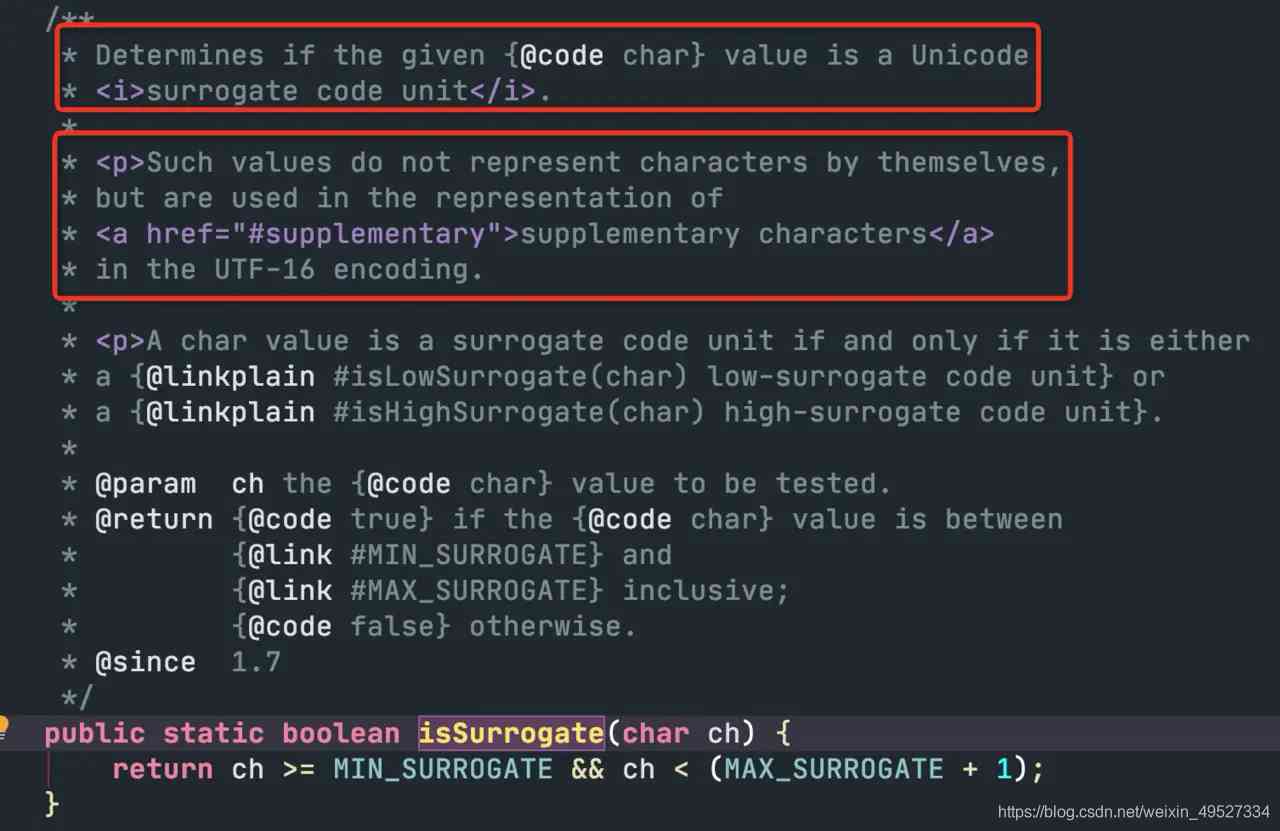 /**
* Determines if the given {@code char} value is a Unicode
* <i>surrogate code unit</i>.
*
* <p>Such values do not represent characters by themselves,
* but are used in the representation of
* <a href="#supplementary">supplementary characters</a>
* in the UTF-16 encoding.
*
* <p>A char value is a surrogate code unit if and only if it is either
* a {@linkplain #isLowSurrogate(char) low-surrogate code unit} or
* a {@linkplain #isHighSurrogate(char) high-surrogate code unit}.
*
* @param  ch the {@code char} value to be tested.
* @return {@code true} if the {@code char} value is between
*         {@link #MIN_SURROGATE} and
*         {@link #MAX_SURROGATE} inclusive;
*         {@code false} otherwise.
* @since  1.7
*/
public static boolean isSurrogate(char ch) {
    return ch >= MIN_SURROGATE && ch < (MAX_SURROGATE + 1);
}
https://blog.csdn.net/weixin_49527334